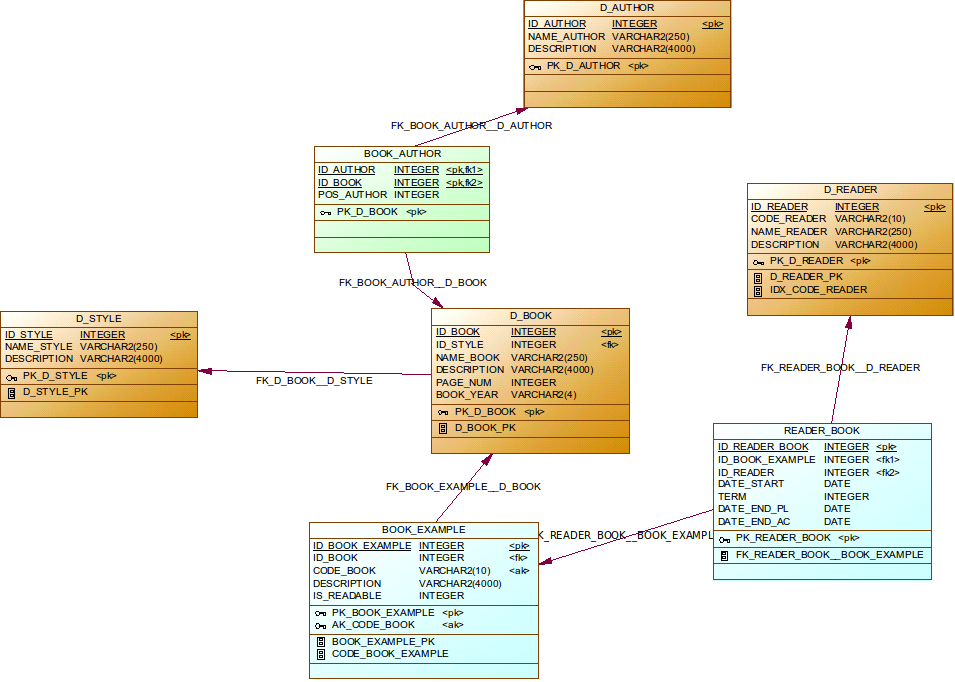 D_AUTHOR
ID_AUTHOR INTEGER <pk>
NAME_AUTHOR VARCHAR2(250)
DESCRIPTION VARCHAR2(4000)
PK_D_AUTHOR <pk>
FK_BOOK_AUTHOR__D_AUTHOR
BOOK_AUTHOR
ID_AUTHOR INTEGER <pk,fk1>
ID_BOOK INTEGER <pk,fk2>
POS_AUTHOR INTEGER
PK_D_BOOK <pk>
D_READER
ID_READER INTEGER <pk>
CODE_READER VARCHAR2(10)
NAME_READER VARCHAR2(250)
DESCRIPTION VARCHAR2(4000)
PK_D_READER <pk>
D_READER_PK
IDX_CODE_READER
FK_BOOK_AUTHOR__D_BOOK
D_STYLE
ID_STYLE INTEGER <pk>
NAME_STYLE VARCHAR2(250)
DESCRIPTION VARCHAR2(4000)
PK_D_STYLE <pk>
D_STYLE_PK
FK_D_BOOK__D_STYLE
D_BOOK
ID_BOOK INTEGER <pk>
ID_STYLE INTEGER <fk>
NAME_BOOK VARCHAR2(250)
DESCRIPTION VARCHAR2(4000)
PAGE_NUM INTEGER
BOOK_YEAR VARCHAR2(4)
PK_D_BOOK <pk>
D_BOOK_PK
FK_READER_BOOK__D_READER
READER_BOOK
ID_READER_BOOK INTEGER <pk>
ID_BOOK_EXAMPLE INTEGER <fk1>
ID_READER INTEGER <fk2>
DATE_START DATE
TERM INTEGER
DATE_END_PL DATE
DATE_END_AC DATE
PK_READER_BOOK <pk>
FK_READER_BOOK__BOOK_EXAMPLE
FK_BOOK_EXAMPLE__D_BOOK
K_READER_BOOK__BOOK_EXAMPL
BOOK_EXAMPLE
ID_BOOK_EXAMPLE INTEGER <pk>
ID_BOOK INTEGER <fk>
CODE_BOOK VARCHAR2(10) <ak>
DESCRIPTION VARCHAR2(4000)
IS_READABLE INTEGER
PK_BOOK_EXAMPLE <pk>
AK_CODE_BOOK <ak>
BOOK_EXAMPLE_PK
CODE_BOOK_EXAMPLE